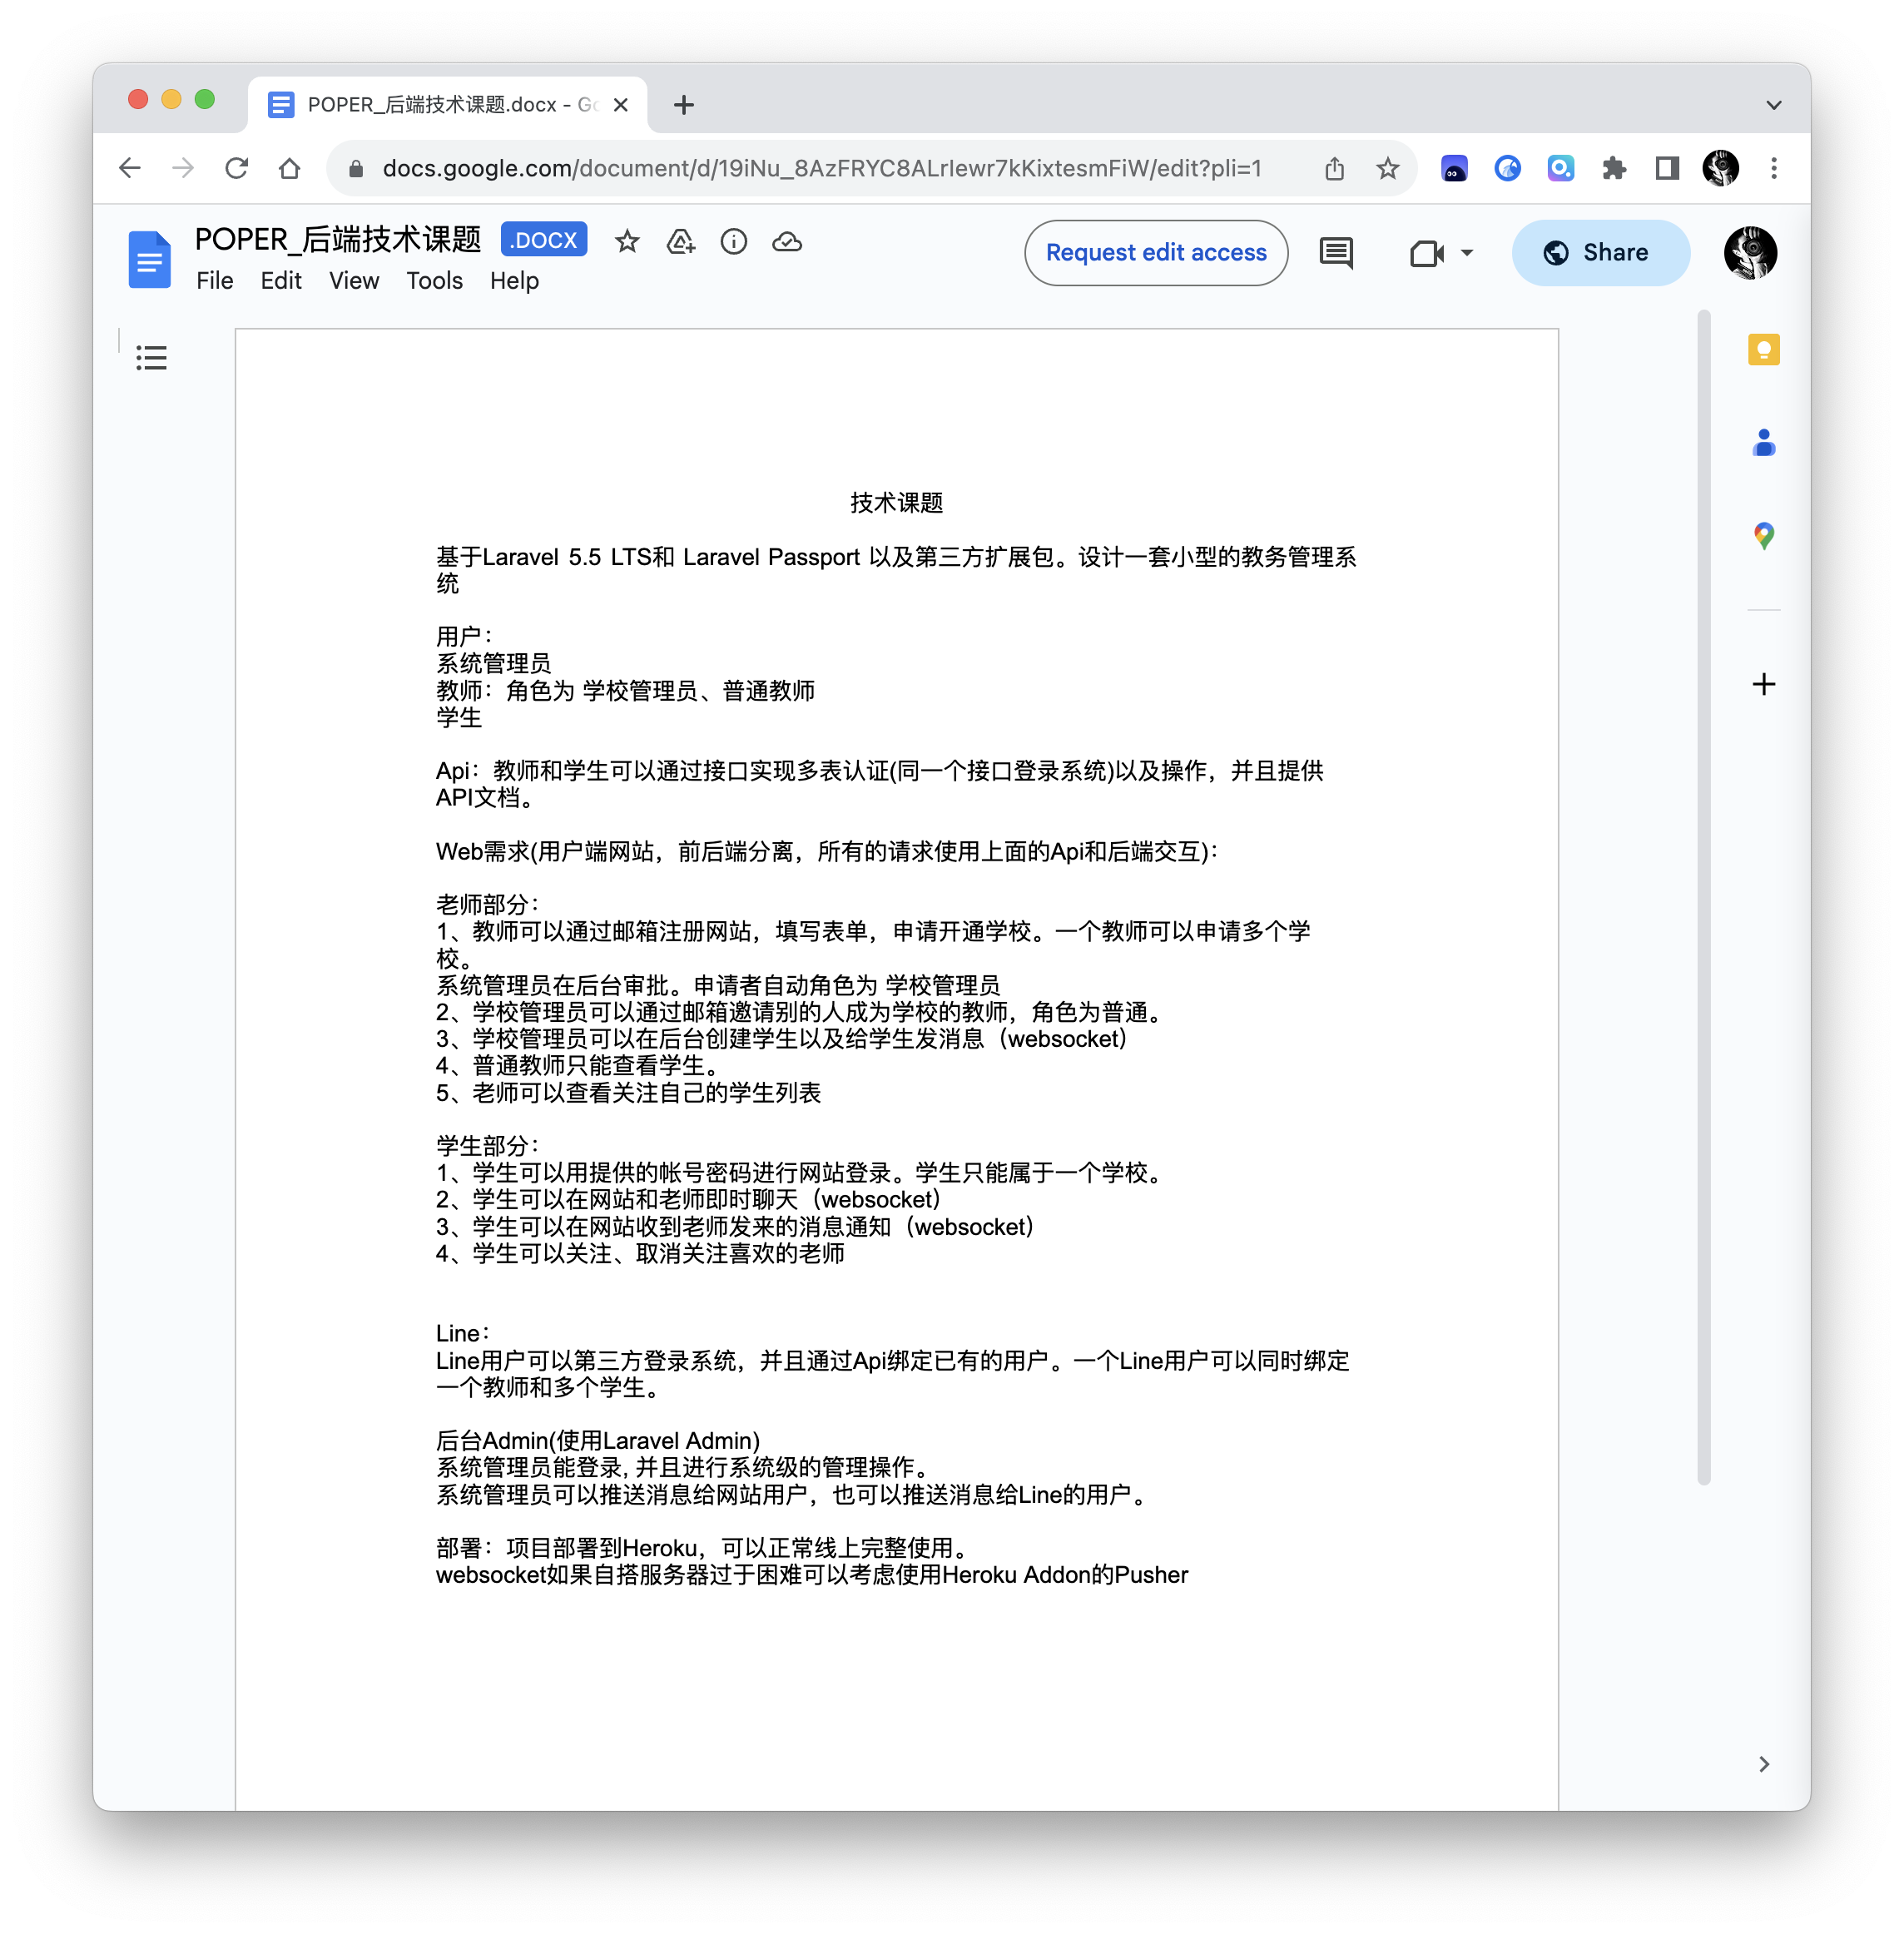 POPER_后端技术课题.docx - Go
docs.google.com/document/d/19iNu_8AzFRYC8ALrIewr7kKixtesmFiW/edit?pli=1
POPER_后端技术课题 .DOCX
Request edit access
Share
File Edit View Tools Help
技术课题
基于Laravel 5.5 LTS和 Laravel Passport 以及第三方扩展包。设计一套小型的教务管理系
统
用户：
系统管理员
教师：角色为 学校管理员、普通教师
学生
Api：教师和学生可以通过接口实现多表认证(同一个接口登录系统)以及操作，并且提供
API文档。
Web需求(用户端网站，前后端分离，所有的请求使用上面的Api和后端交互)：
老师部分：
1、教师可以通过邮箱注册网站，填写表单，申请开通学校。一个教师可以申请多个学
校。
系统管理员在后台审批。申请者自动角色为 学校管理员
2、学校管理员可以通过邮箱邀请别的人成为学校的教师，角色为普通。
3、学校管理员可以在后台创建学生以及给学生发消息（websocket）
4、普通教师只能查看学生。
5、老师可以查看关注自己的学生列表
学生部分：
1、学生可以用提供的帐号密码进行网站登录。学生只能属于一个学校。
2、学生可以在网站和老师即时聊天（websocket）
3、学生可以在网站收到老师发来的消息通知（websocket）
4、学生可以关注、取消关注喜欢的老师
Line：
Line用户可以第三方登录系统，并且通过Api绑定已有的用户。一个Line用户可以同时绑定
一个教师和多个学生。
后台Admin(使用Laravel Admin)
系统管理员能登录, 并且进行系统级的管理操作。
系统管理员可以推送消息给网站用户，也可以推送消息给Line的用户。
部署：项目部署到Heroku，可以正常线上完整使用。
websocket如果自搭服务器过于困难可以考虑使用Heroku Addon的Pusher